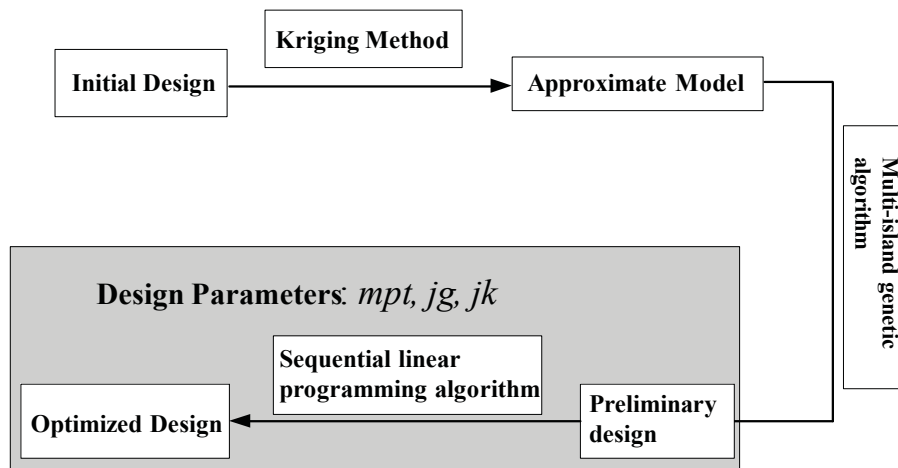 Kriging Method
Initial Design
Approximate Model
Multi-island genetic
algorithm
Design Parameters: mpt, jg, jk
Sequential linear
programming algorithm
Preliminary
design
Optimized Design